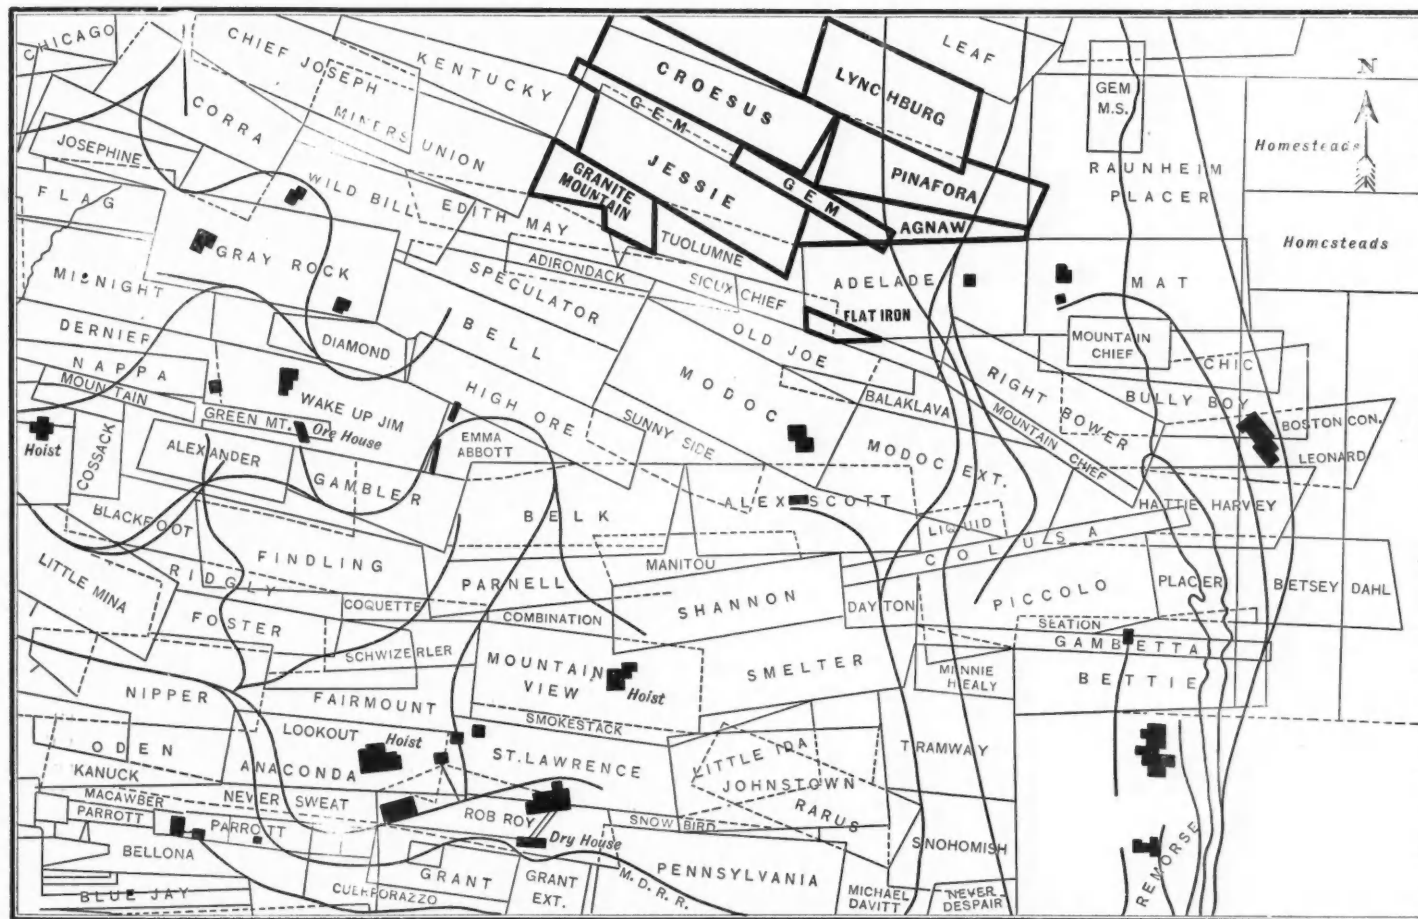 CHICAGO
CHIEF JOSEPH
KENTUCKY
CROESUS
LYNCHBURG
LEAF
N
GEM
M.S.
CORRA
MINERS UNION
GEM
JOSEPHINE
JESSIE
Homesteads
RAUNHEIM
PLACER
GRANITE
MOUNTAIN
PINAFORA
FLAG
WILD BILL
EDITH MAY
GEM
AGNAW
TUOLUMNE
Homesteads
GRAY ROCK
ADIRONDACK
SPECULATOR
SIOUX CHIEF
ADELADE
MAT
MIDNIGHT
FLAT IRON
DERNIER
DIAMOND
BELL
OLD JOE
MOUNTAIN
CHIEF
CHIC
NAPPA
MOUNTAIN
WAKE UP JIM
HIGH ORE
MODOC
BALAKLAVA
RIGHT BOWER
BULLY BOY
GREEN MT.
Ore House
SUNNY SIDE
MOUNTAIN CHIEF
BOSTON CON.
Hoist
COSSACK
ALEXANDER
EMMA
ABBOTT
MODOC EXT.
LEONARD
GAMBLER
BLACKFOOT
BELK
ALEX SCOTT
HATTIE HARVEY
LIQUID
COLUSA
FINDLING
MANITOU
RIDGLY
LITTLE MINA
PARNELL
SHANNON
PICCOLO
PLACER
BETSEY DAHL
COQUETTE
COMBINATION
DAYTON
FOSTER
SEATION
GAMBETTA
SCHWIZERLER
MOUNTAIN
VIEW
Hoist
SMELTER
MINNIE
HEALY
BETTIE
NIPPER
FAIRMOUNT
SMOKESTACK
LOOKOUT
Hoist
ODEN
ANACONDA
ST. LAWRENCE
LITTLE IDA
TRAMWAY
KANUCK
JOHNSTOWN
MACAWBER
NEVER SWEAT
RARUS
PARROTT
PARROTT
ROB ROY
SNOW BIRD
BELLONA
Dry House
SNOHOMISH
REMORSE
GRANT
GRANT
EXT.
M. D. R. R.
PENNSYLVANIA
BLUE JAY
CULEPORAZZO
MICHAEL
DAVITT
NEVER
DESPAIR